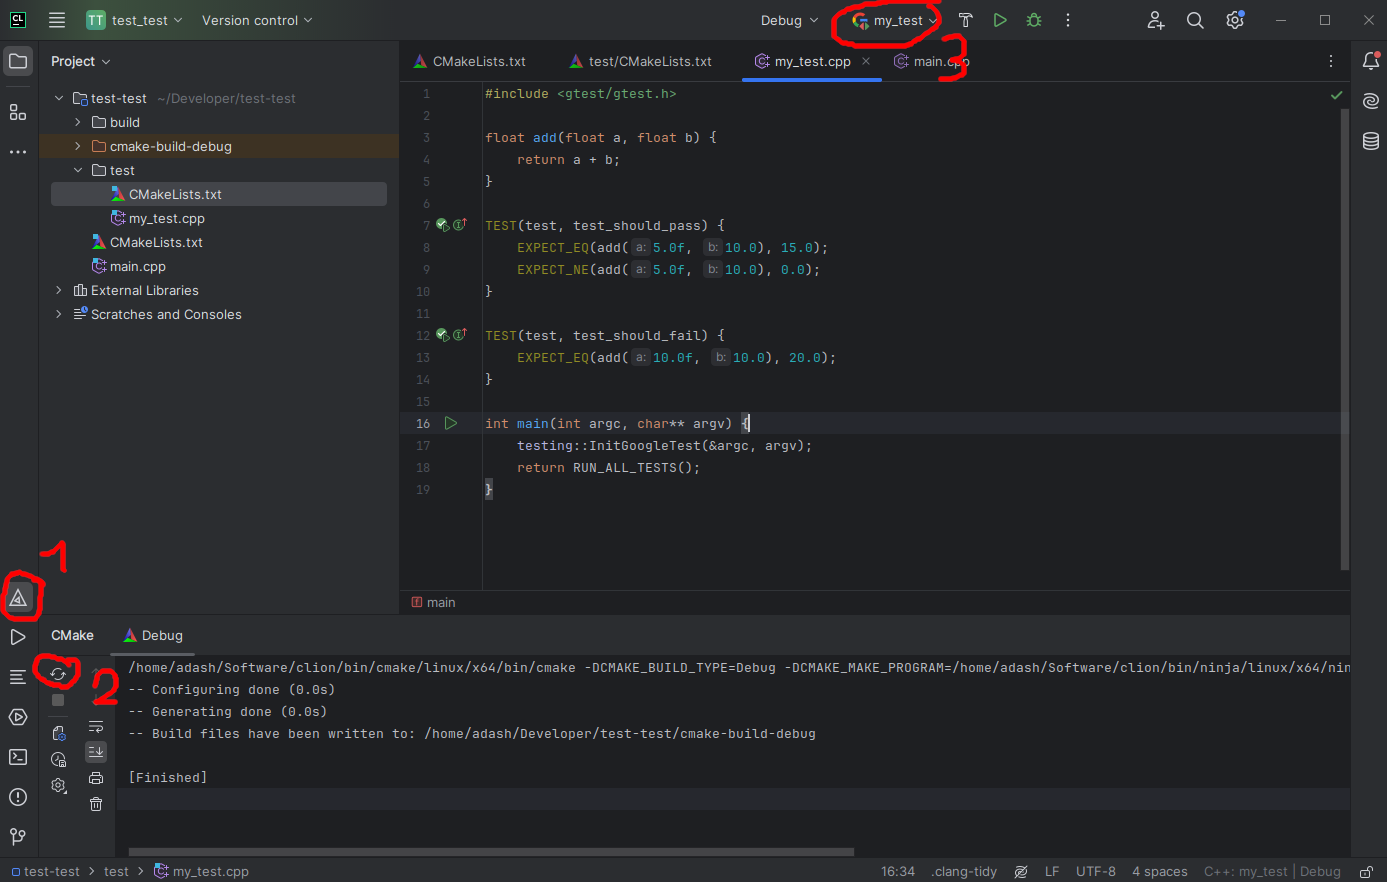 CL
TT test_test
Version control
Debug
my_test
3
Project
CMakeLists.txt
test/CMakeLists.txt
my_test.cpp
main.cpp
test-test ~/Developer/test-test
build
cmake-build-debug
test
CMakeLists.txt
my_test.cpp
CMakeLists.txt
main.cpp
External Libraries
Scratches and Consoles
1 #include <gtest/gtest.h>
2
3 float add(float a, float b) {
4 return a + b;
5 }
6
7 TEST(test, test_should_pass) {
8 EXPECT_EQ(add( a: 5.0f, b: 10.0), 15.0);
9 EXPECT_NE(add( a: 5.0f, b: 10.0), 0.0);
10 }
11
12 TEST(test, test_should_fail) {
13 EXPECT_EQ(add( a: 10.0f, b: 10.0), 20.0);
14 }
15
16 int main(int argc, char** argv) {
17 testing::InitGoogleTest(&argc, argv);
18 return RUN_ALL_TESTS();
19 }
f main
1
CMake
Debug
2
/home/adash/Software/clion/bin/cmake/linux/x64/bin/cmake -DCMAKE_BUILD_TYPE=Debug -DCMAKE_MAKE_PROGRAM=/home/adash/Software/clion/bin/ninja/linux/x64/nin
-- Configuring done (0.0s)
-- Generating done (0.0s)
-- Build files have been written to: /home/adash/Developer/test-test/cmake-build-debug
[Finished]
test-test > test > my_test.cpp
16:34 .clang-tidy LF UTF-8 4 spaces C++: my_test | Debug